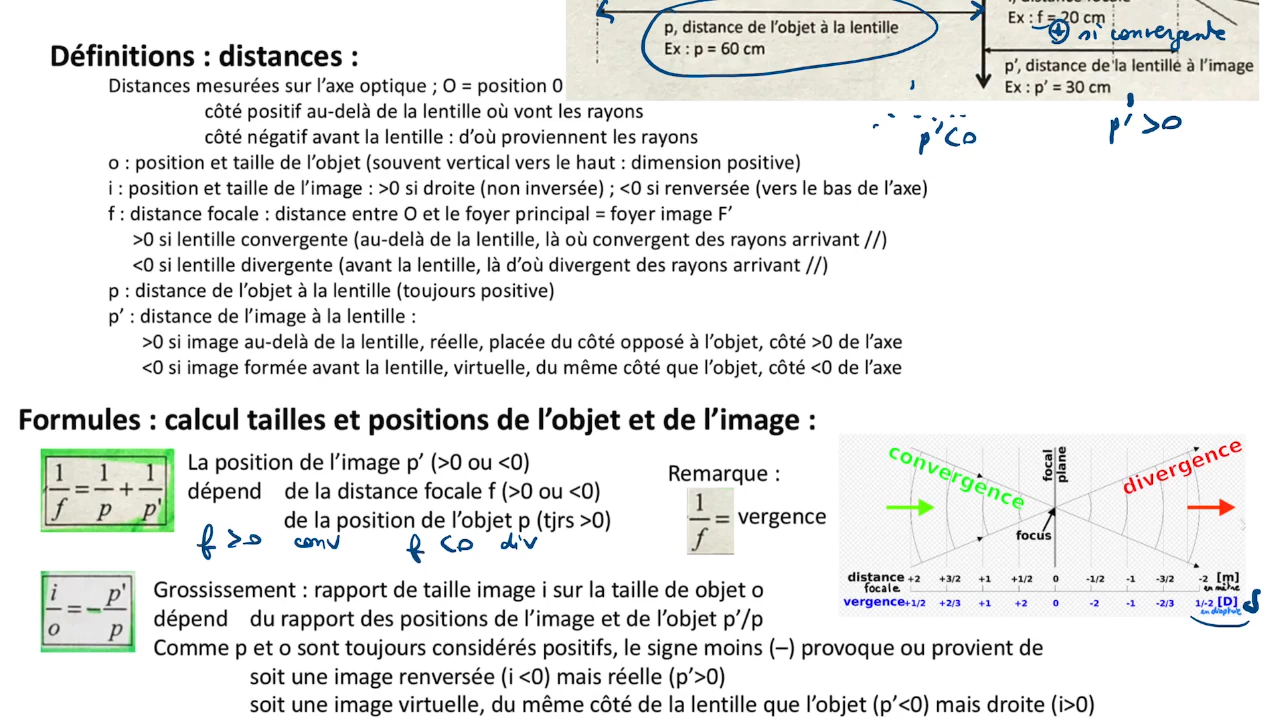 p, distance de l'objet à la lentille
Ex : p = 60 cm
Ex : f = 20 cm
+ si convergente
p', distance de la lentille à l'image
Ex : p' = 30 cm
p' <0
p' >0
Définitions : distances :
Distances mesurées sur l'axe optique ; O = position 0
côté positif au-delà de la lentille où vont les rayons
côté négatif avant la lentille : d'où proviennent les rayons
o : position et taille de l'objet (souvent vertical vers le haut : dimension positive)
i : position et taille de l'image : >0 si droite (non inversée) ; <0 si renversée (vers le bas de l'axe)
f : distance focale : distance entre O et le foyer principal = foyer image F'
>0 si lentille convergente (au-delà de la lentille, là où convergent des rayons arrivant //)
<0 si lentille divergente (avant la lentille, là d'où divergent des rayons arrivant //)
p : distance de l'objet à la lentille (toujours positive)
p' : distance de l'image à la lentille :
>0 si image au-delà de la lentille, réelle, placée du côté opposé à l'objet, côté >0 de l'axe
<0 si image formée avant la lentille, virtuelle, du même côté que l'objet, côté <0 de l'axe
Formules : calcul tailles et positions de l'objet et de l'image :
1/f = 1/p + 1/p'
La position de l'image p' (>0 ou <0)
dépend de la distance focale f (>0 ou <0)
de la position de l'objet p (tjrs >0)
f >0 conv f <0 div
Remarque :
1/f = vergence
convergence
focal plane
divergence
focus
distance focale +2 +3/2 +1 +1/2 0 -1/2 -1 -3/2 -2 [m] en mètre
vergence +1/2 +2/3 +1 +2 0 -2 -1 -2/3 1/-2 [D] en dioptrie δ
i/o = - p'/p
Grossissement : rapport de taille image i sur la taille de objet o
dépend du rapport des positions de l'image et de l'objet p'/p
Comme p et o sont toujours considérés positifs, le signe moins (–) provoque ou provient de
soit une image renversée (i <0) mais réelle (p'>0)
soit une image virtuelle, du même côté de la lentille que l'objet (p'<0) mais droite (i>0)